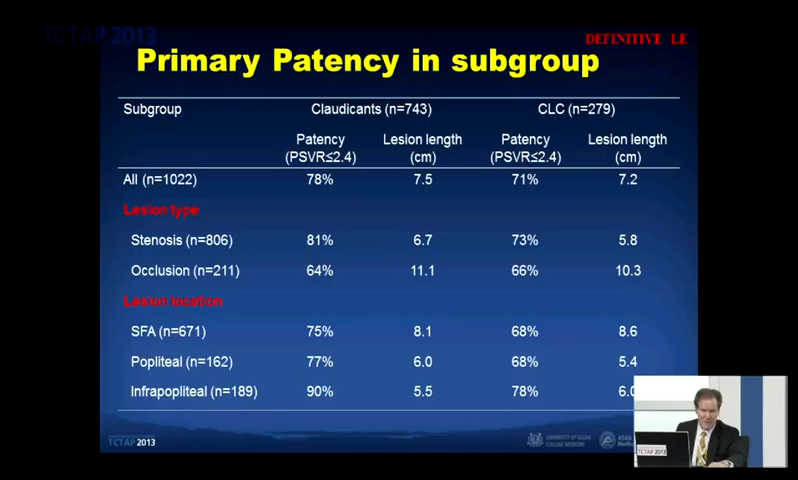 TCTAP 2013
DEFINITIVE LE
Primary Patency in subgroup
Subgroup Claudicants (n=743) CLC (n=279)
Patency (PSVR≤2.4) Lesion length (cm) Patency (PSVR≤2.4) Lesion length (cm)
All (n=1022) 78% 7.5 71% 7.2
Lesion type
Stenosis (n=806) 81% 6.7 73% 5.8
Occlusion (n=211) 64% 11.1 66% 10.3
Lesion location
SFA (n=671) 75% 8.1 68% 8.6
Popliteal (n=162) 77% 6.0 68% 5.4
Infrapopliteal (n=189) 90% 5.5 78% 6.0
TCTAP 2013
UNIVERSITY OF ULSAN
COLLEGE MEDICINE
ASAN
Medical
TCTAP 2013